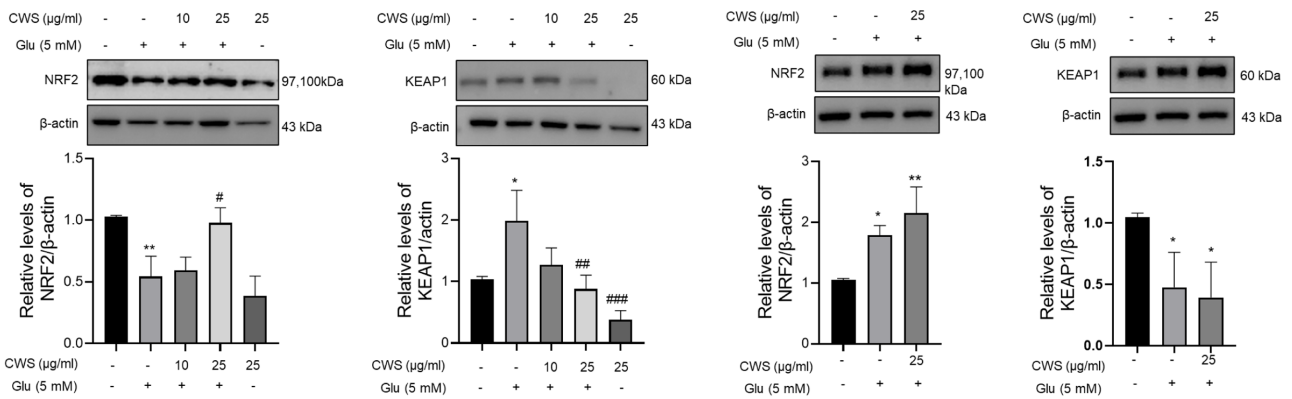 CWS (μg/ml) - - 10 25 25
Glu (5 mM) - + + + -
NRF2 97,100kDa
β-actin 43 kDa
Relative levels of
NRF2/β-actin
1.5
1.0
0.5
0.0
**
#
CWS (μg/ml) - - 10 25 25
Glu (5 mM) - + + + -
CWS (μg/ml) - - 10 25 25
Glu (5 mM) - + + + -
KEAP1 60 kDa
β-actin 43 kDa
Relative levels of
KEAP1/actin
3
2
1
0
*
##
###
CWS (μg/ml) - - 10 25 25
Glu (5 mM) - + + + -
CWS (μg/ml) - - 25
Glu (5 mM) - + +
NRF2 97,100
kDa
β-actin 43 kDa
Relative levels of
NRF2/β-actin
3
2
1
0
*
**
CWS (μg/ml) - - 25
Glu (5 mM) - + +
CWS (μg/ml) - - 25
Glu (5 mM) - + +
KEAP1 60 kDa
β-actin 43 kDa
Relative levels of
KEAP1/β-actin
1.5
1.0
0.5
0.0
*
*
CWS (μg/ml) - - 25
Glu (5 mM) - + +